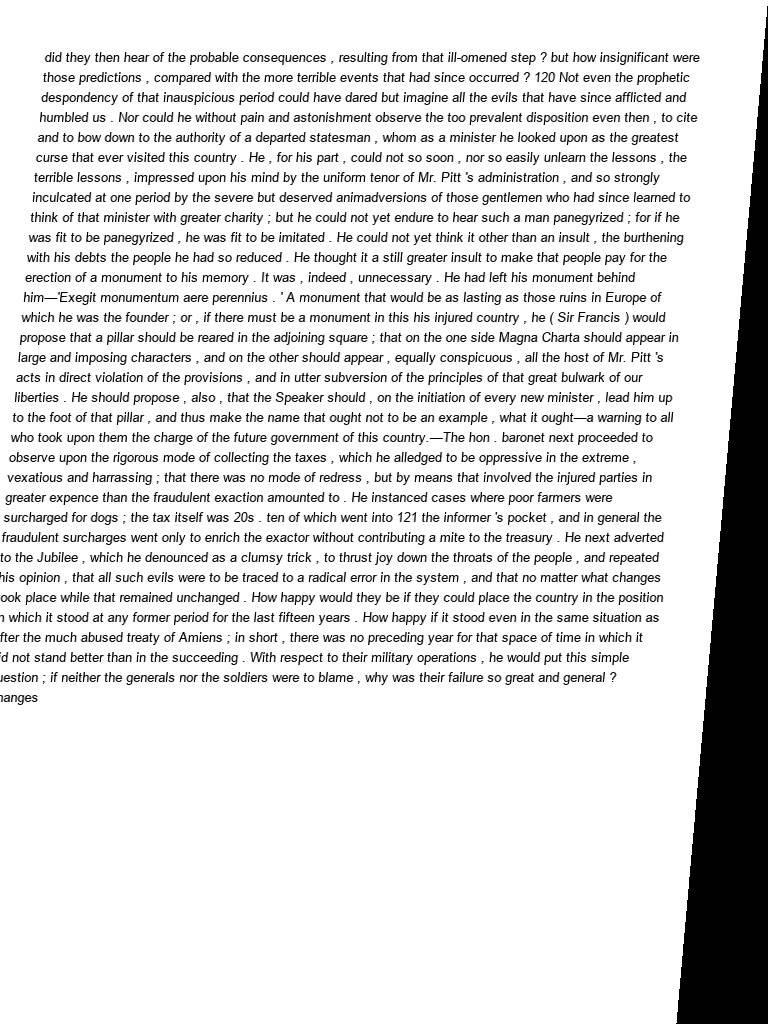 did they then hear of the probable consequences , resulting from that ill-omened step ? but how insignificant were
those predictions , compared with the more terrible events that had since occurred ? 120 Not even the prophetic
despondency of that inauspicious period could have dared but imagine all the evils that have since afflicted and
humbled us . Nor could he without pain and astonishment observe the too prevalent disposition even then , to cite
and to bow down to the authority of a departed statesman , whom as a minister he looked upon as the greatest
curse that ever visited this country . He , for his part , could not so soon , nor so easily unlearn the lessons , the
terrible lessons , impressed upon his mind by the uniform tenor of Mr. Pitt 's administration , and so strongly
inculcated at one period by the severe but deserved animadversions of those gentlemen who had since learned to
think of that minister with greater charity ; but he could not yet endure to hear such a man panegyrized ; for if he
was fit to be panegyrized , he was fit to be imitated . He could not yet think it other than an insult , the burthening
with his debts the people he had so reduced . He thought it a still greater insult to make that people pay for the
erection of a monument to his memory . It was , indeed , unnecessary . He had left his monument behind
him—'Exegit monumentum aere perennius . ' A monument that would be as lasting as those ruins in Europe of
which he was the founder ; or , if there must be a monument in this his injured country , he ( Sir Francis ) would
propose that a pillar should be reared in the adjoining square ; that on the one side Magna Charta should appear in
large and imposing characters , and on the other should appear , equally conspicuous , all the host of Mr. Pitt 's
acts in direct violation of the provisions , and in utter subversion of the principles of that great bulwark of our
liberties . He should propose , also , that the Speaker should , on the initiation of every new minister , lead him up
to the foot of that pillar , and thus make the name that ought not to be an example , what it ought—a warning to all
who took upon them the charge of the future government of this country.—The hon . baronet next proceeded to
observe upon the rigorous mode of collecting the taxes , which he alledged to be oppressive in the extreme ,
vexatious and harrassing ; that there was no mode of redress , but by means that involved the injured parties in
greater expence than the fraudulent exaction amounted to . He instanced cases where poor farmers were
surcharged for dogs ; the tax itself was 20s . ten of which went into 121 the informer 's pocket , and in general the
fraudulent surcharges went only to enrich the exactor without contributing a mite to the treasury . He next adverted
to the Jubilee , which he denounced as a clumsy trick , to thrust joy down the throats of the people , and repeated
his opinion , that all such evils were to be traced to a radical error in the system , and that no matter what changes
ook place while that remained unchanged . How happy would they be if they could place the country in the position
which it stood at any former period for the last fifteen years . How happy if it stood even in the same situation as
fter the much abused treaty of Amiens ; in short , there was no preceding year for that space of time in which it
id not stand better than in the succeeding . With respect to their military operations , he would put this simple
uestion ; if neither the generals nor the soldiers were to blame , why was their failure so great and general ?
hanges